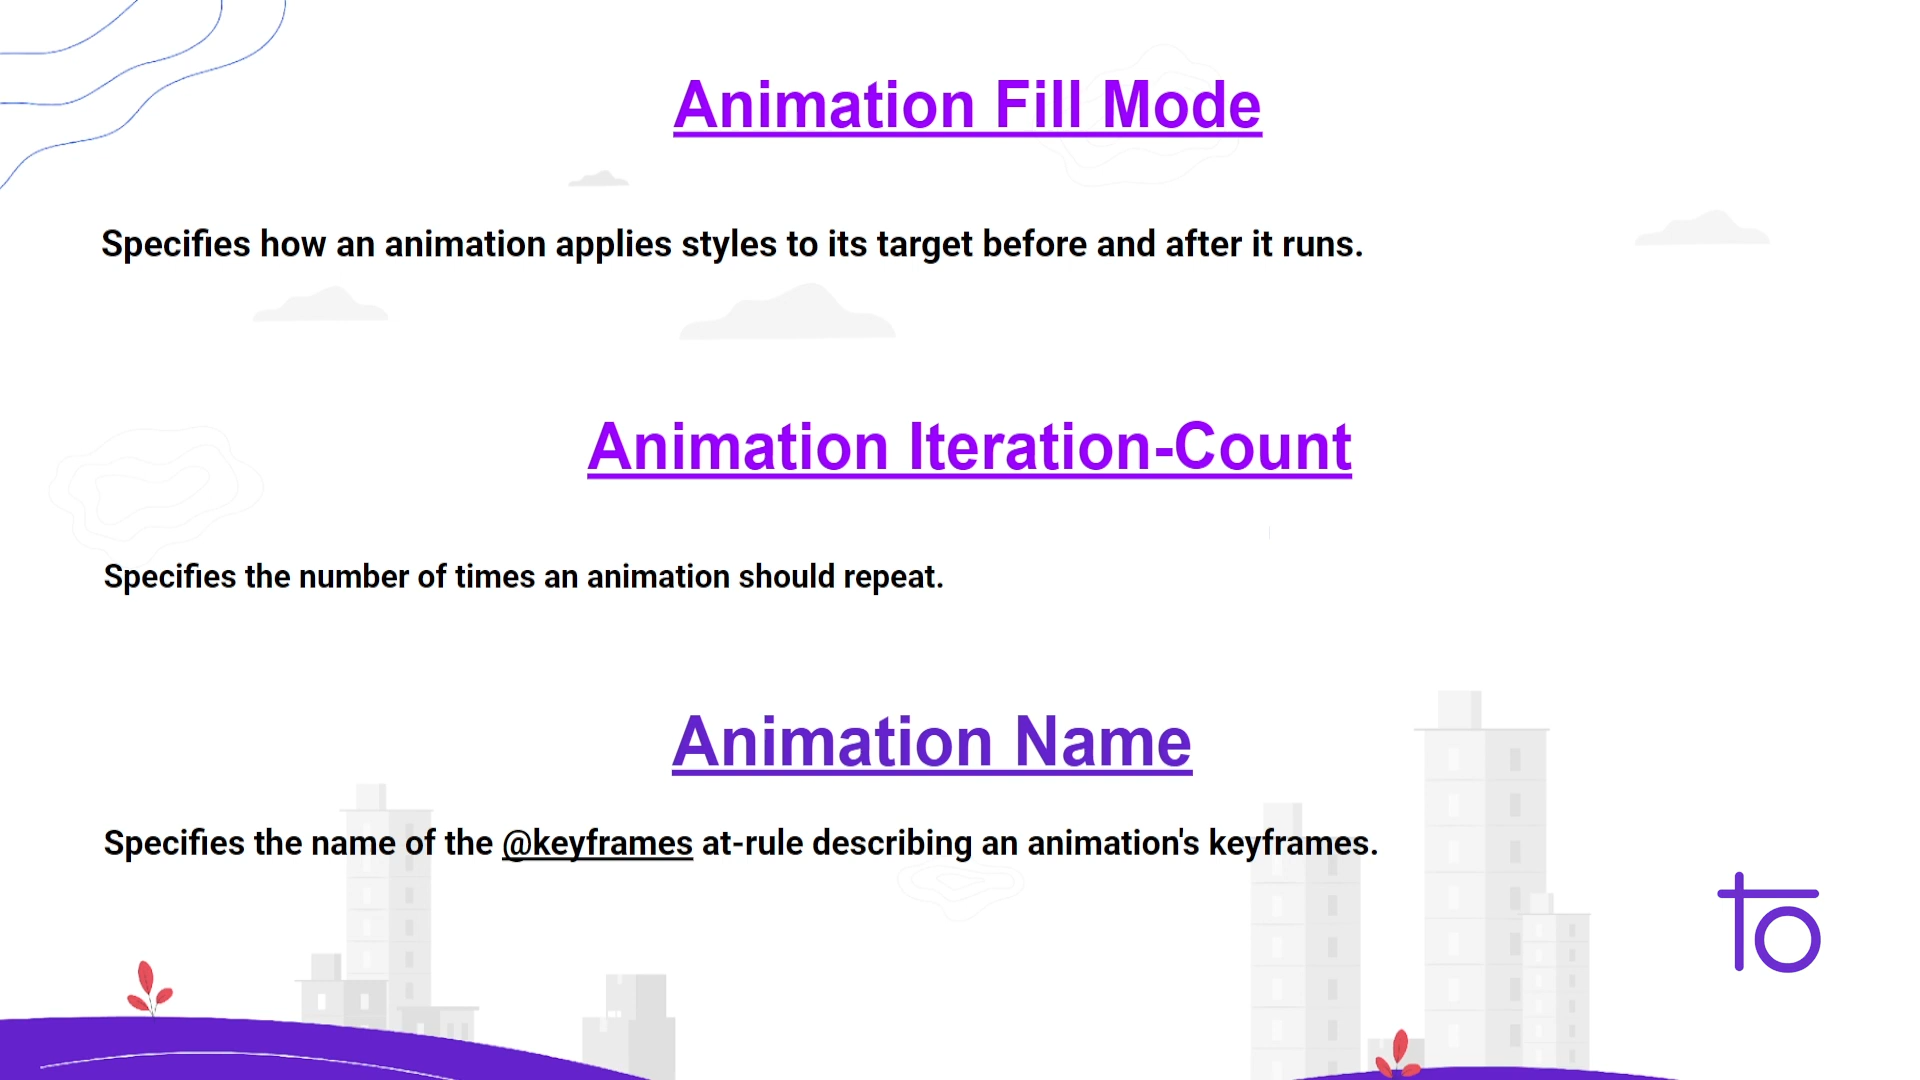 Animation Fill Mode
Specifies how an animation applies styles to its target before and after it runs.
Animation Iteration-Count
Specifies the number of times an animation should repeat.
Animation Name
Specifies the name of the @keyframes at-rule describing an animation's keyframes.
to